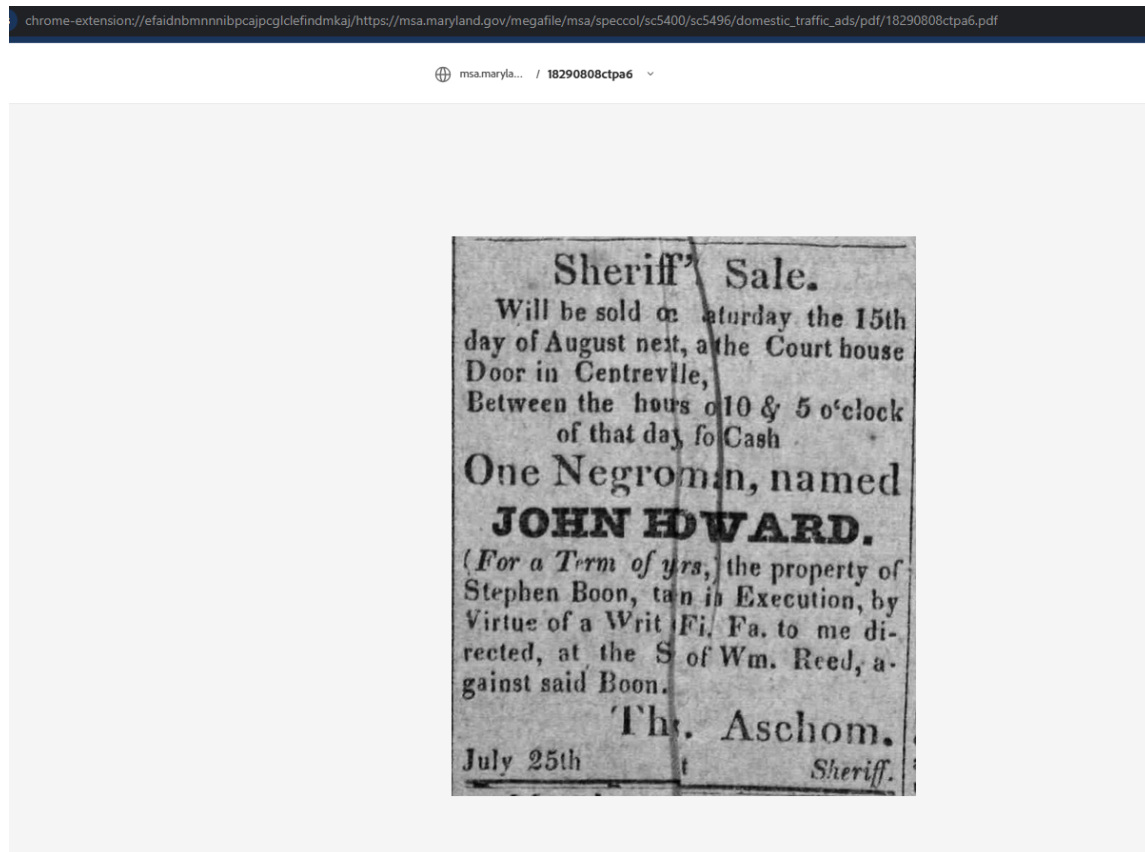 chrome-extension://efaidnbmnnnibpcajpcglclefindmkaj/https://msa.maryland.gov/megafile/msa/speccol/sc5400/sc5496/domestic_traffic_ads/pdf/18290808ctpa6.pdf
msa.maryla... / 18290808ctpa6
Sheriff' Sale.
Will be sold on aturday the 15th
day of August next, a the Court house
Door in Centrevlle,
Between the hours o 10 & 5 o'clock
of that day, fo Cash
One Negro m n, named
JOHN HOWARD.
(For a Term of yrs,) the property of
Stephen Boon, ta n in Execution, by
Virtue of a Writ Fi. Fa. to me di-
rected, at the S of Wm. Reed, a-
gainst said Boon.
Th . Aschom.
July 25th t Sheriff.